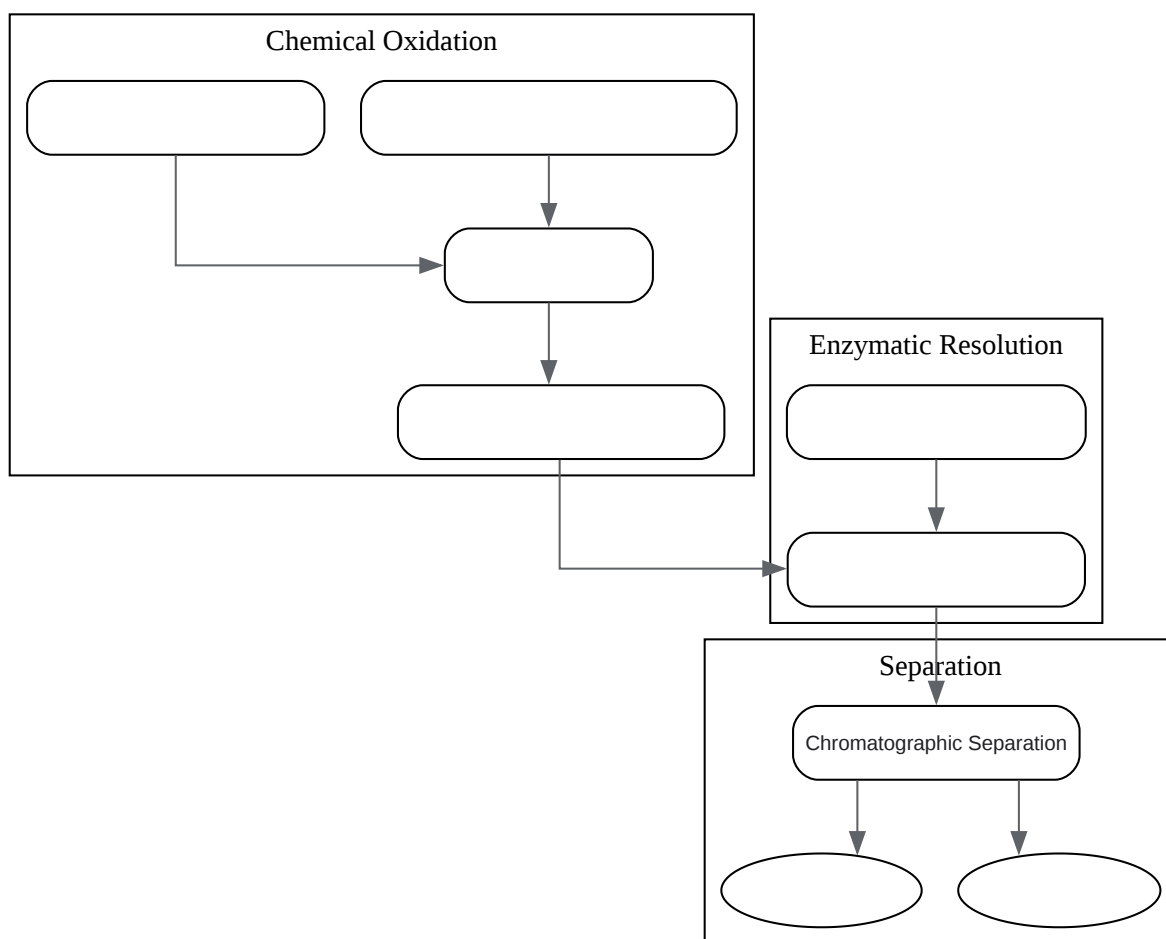 Chemical Oxidation
Enzymatic Resolution
Separation
Chromatographic Separation